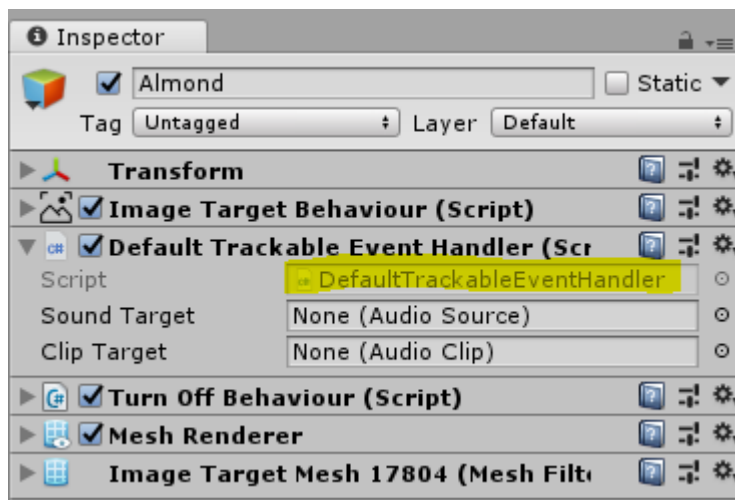 Inspector
Almond Static
Tag Untagged Layer Default
Transform
Image Target Behaviour (Script)
Default Trackable Event Handler (Scr
Script DefaultTrackableEventHandler
Sound Target None (Audio Source)
Clip Target None (Audio Clip)
Turn Off Behaviour (Script)
Mesh Renderer
Image Target Mesh 17804 (Mesh Filt